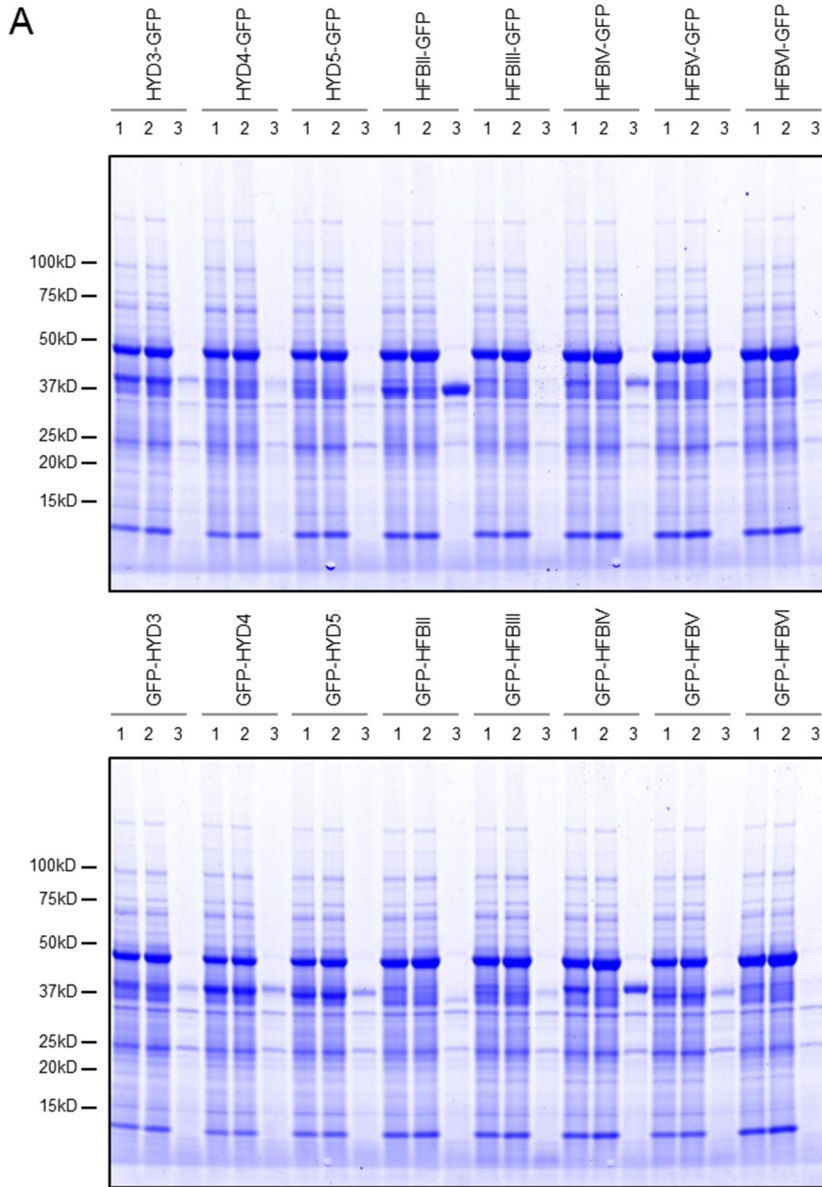 A
HYD3-GFP HYD4-GFP HYD5-GFP HFBII-GFP HFBIII-GFP HFBIV-GFP HFBV-GFP HFBVI-GFP
1 2 3 1 2 3 1 2 3 1 2 3 1 2 3 1 2 3 1 2 3 1 2 3
100kD
75kD
50kD
37kD
25kD
20kD
15kD
GFP-HYD3 GFP-HYD4 GFP-HYD5 GFP-HFBII GFP-HFBIII GFP-HFBIV GFP-HFBV GFP-HFBVI
1 2 3 1 2 3 1 2 3 1 2 3 1 2 3 1 2 3 1 2 3 1 2 3
100kD
75kD
50kD
37kD
25kD
20kD
15kD